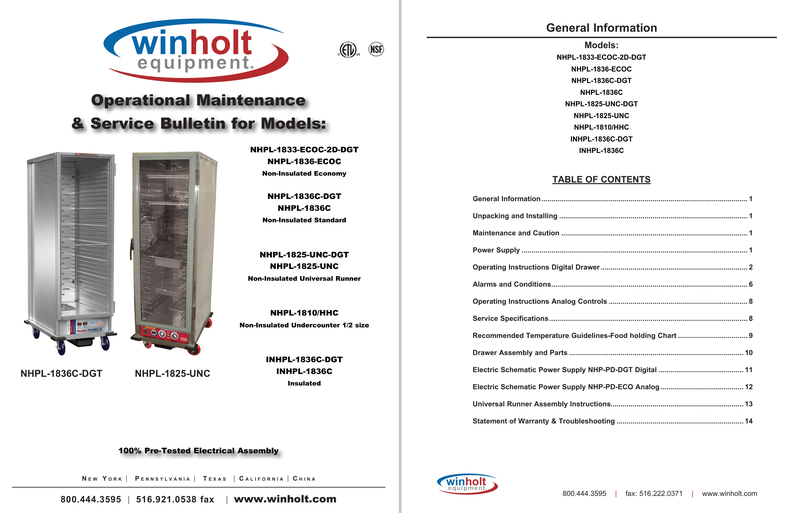 winholt
equipment®
ETL
NSF
Operational Maintenance
& Service Bulletin for Models:
NHPL-1833-ECOC-2D-DGT
NHPL-1836-ECOC
Non-Insulated Economy
NHPL-1836C-DGT
NHPL-1836C
Non-Insulated Standard
NHPL-1825-UNC-DGT
NHPL-1825-UNC
Non-Insulated Universal Runner
NHPL-1810/HHC
Non-Insulated Undercounter 1/2 size
INHPL-1836C-DGT
INHPL-1836C
Insulated
NHPL-1836C-DGT
NHPL-1825-UNC
100% Pre-Tested Electrical Assembly
New York | Pennsylvania | Texas | California | China
800.444.3595 | 516.921.0538 fax | www.winholt.com
General Information
Models:
NHPL-1833-ECOC-2D-DGT
NHPL-1836-ECOC
NHPL-1836C-DGT
NHPL-1836C
NHPL-1825-UNC-DGT
NHPL-1825-UNC
NHPL-1810/HHC
INHPL-1836C-DGT
INHPL-1836C
TABLE OF CONTENTS
General Information ... 1
Unpacking and Installing ... 1
Maintenance and Caution ... 1
Power Supply ... 1
Operating Instructions Digital Drawer ... 2
Alarms and Conditions ... 6
Operating Instructions Analog Controls ... 8
Service Specifications ... 8
Recommended Temperature Guidelines-Food holding Chart ... 9
Drawer Assembly and Parts ... 10
Electric Schematic Power Supply NHP-PD-DGT Digital ... 11
Electric Schematic Power Supply NHP-PD-ECO Analog ... 12
Universal Runner Assembly Instructions ... 13
Statement of Warranty & Troubleshooting ... 14
winholt
equipment
800.444.3595 | fax: 516.222.0371 | www.winholt.com